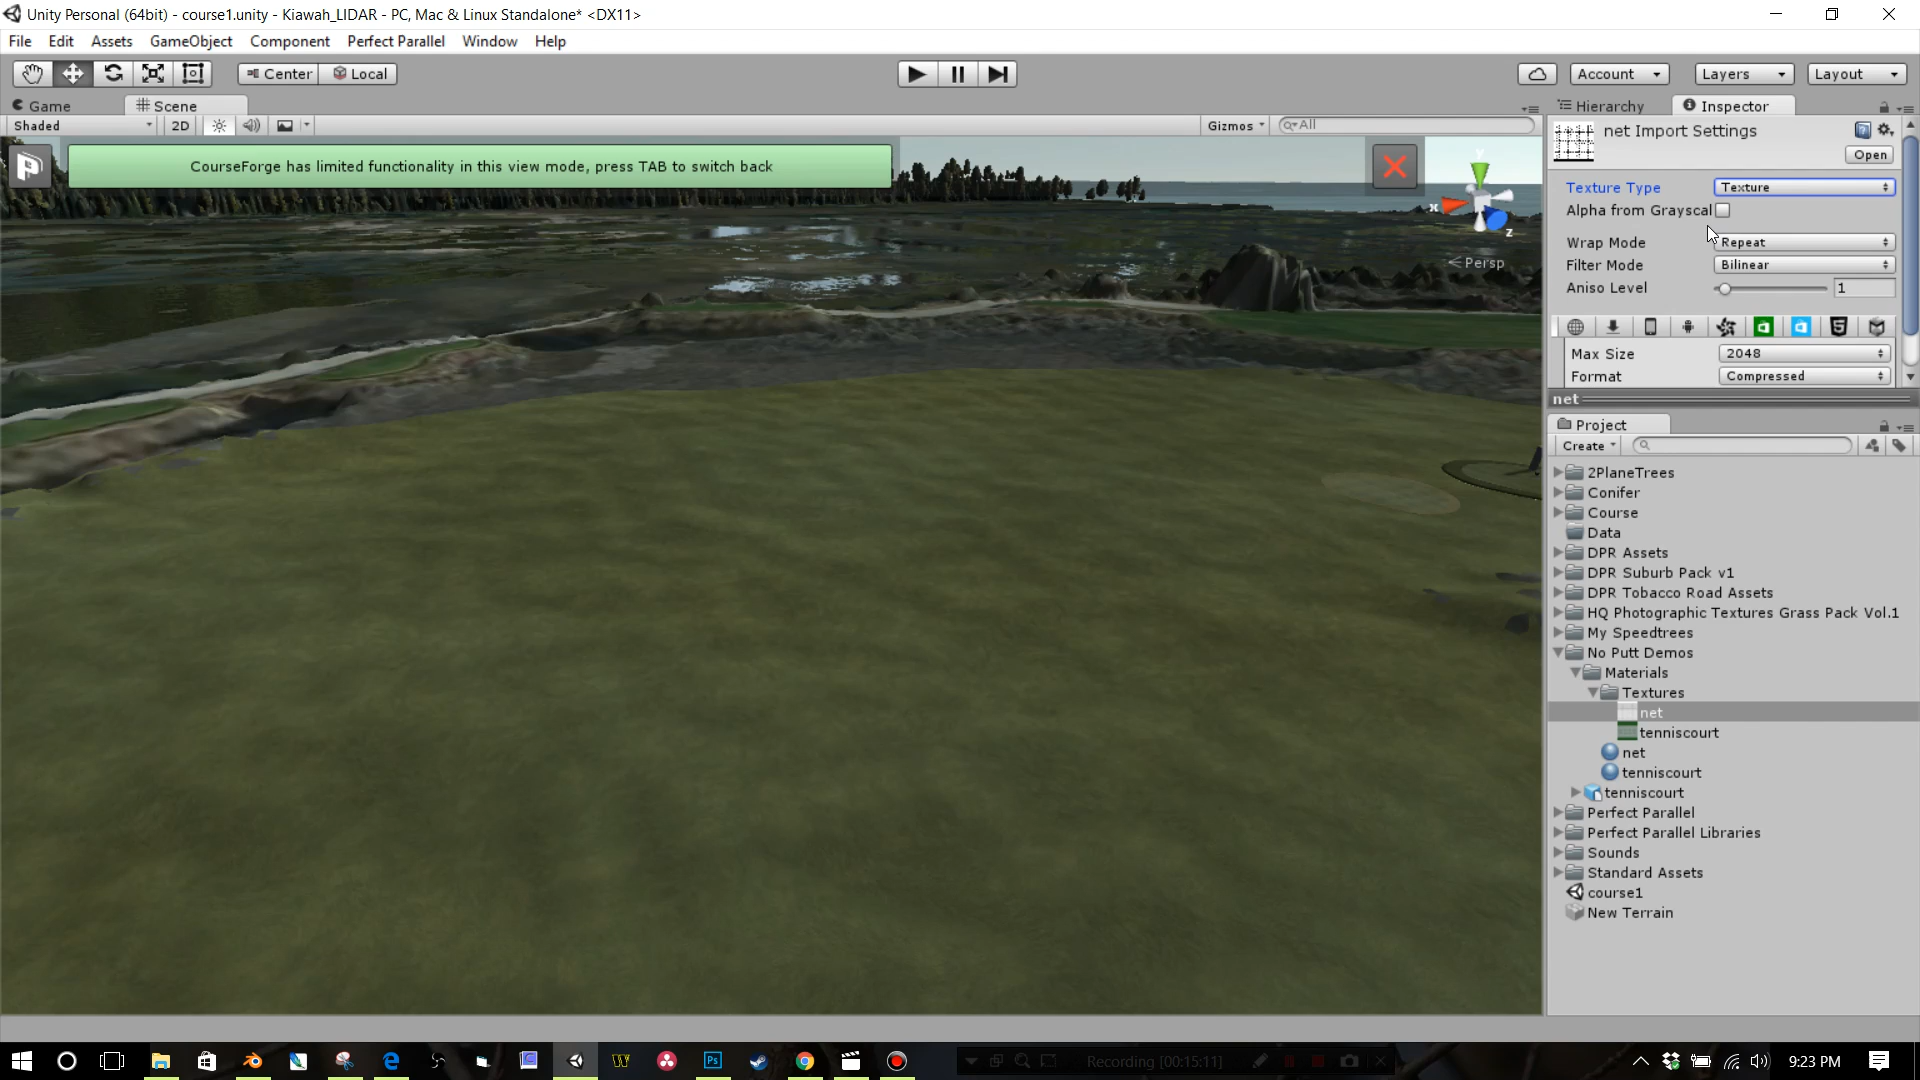 Unity Personal (64bit) - course1.unity - Kiawah_LIDAR - PC, Mac & Linux Standalone* <DX11>
File Edit Assets GameObject Component Perfect Parallel Window Help
Center Local
Account Layers Layout
Game Scene
Hierarchy Inspector
Shaded 2D Gizmos All
net Import Settings
Open
CourseForge has limited functionality in this view mode, press TAB to switch back
y
x
z
Persp
Texture Type Texture
Alpha from Grayscal
Wrap Mode Repeat
Filter Mode Bilinear
Aniso Level 1
Max Size 2048
Format Compressed
net
Project
Create
2PlaneTrees
Conifer
Course
Data
DPR Assets
DPR Suburb Pack v1
DPR Tobacco Road Assets
HQ Photographic Textures Grass Pack Vol.1
My Speedtrees
No Putt Demos
Materials
Textures
net
tenniscourt
net
tenniscourt
tenniscourt
Perfect Parallel
Perfect Parallel Libraries
Sounds
Standard Assets
course1
New Terrain
Ps
Recording [00:15:11]
9:23 PM